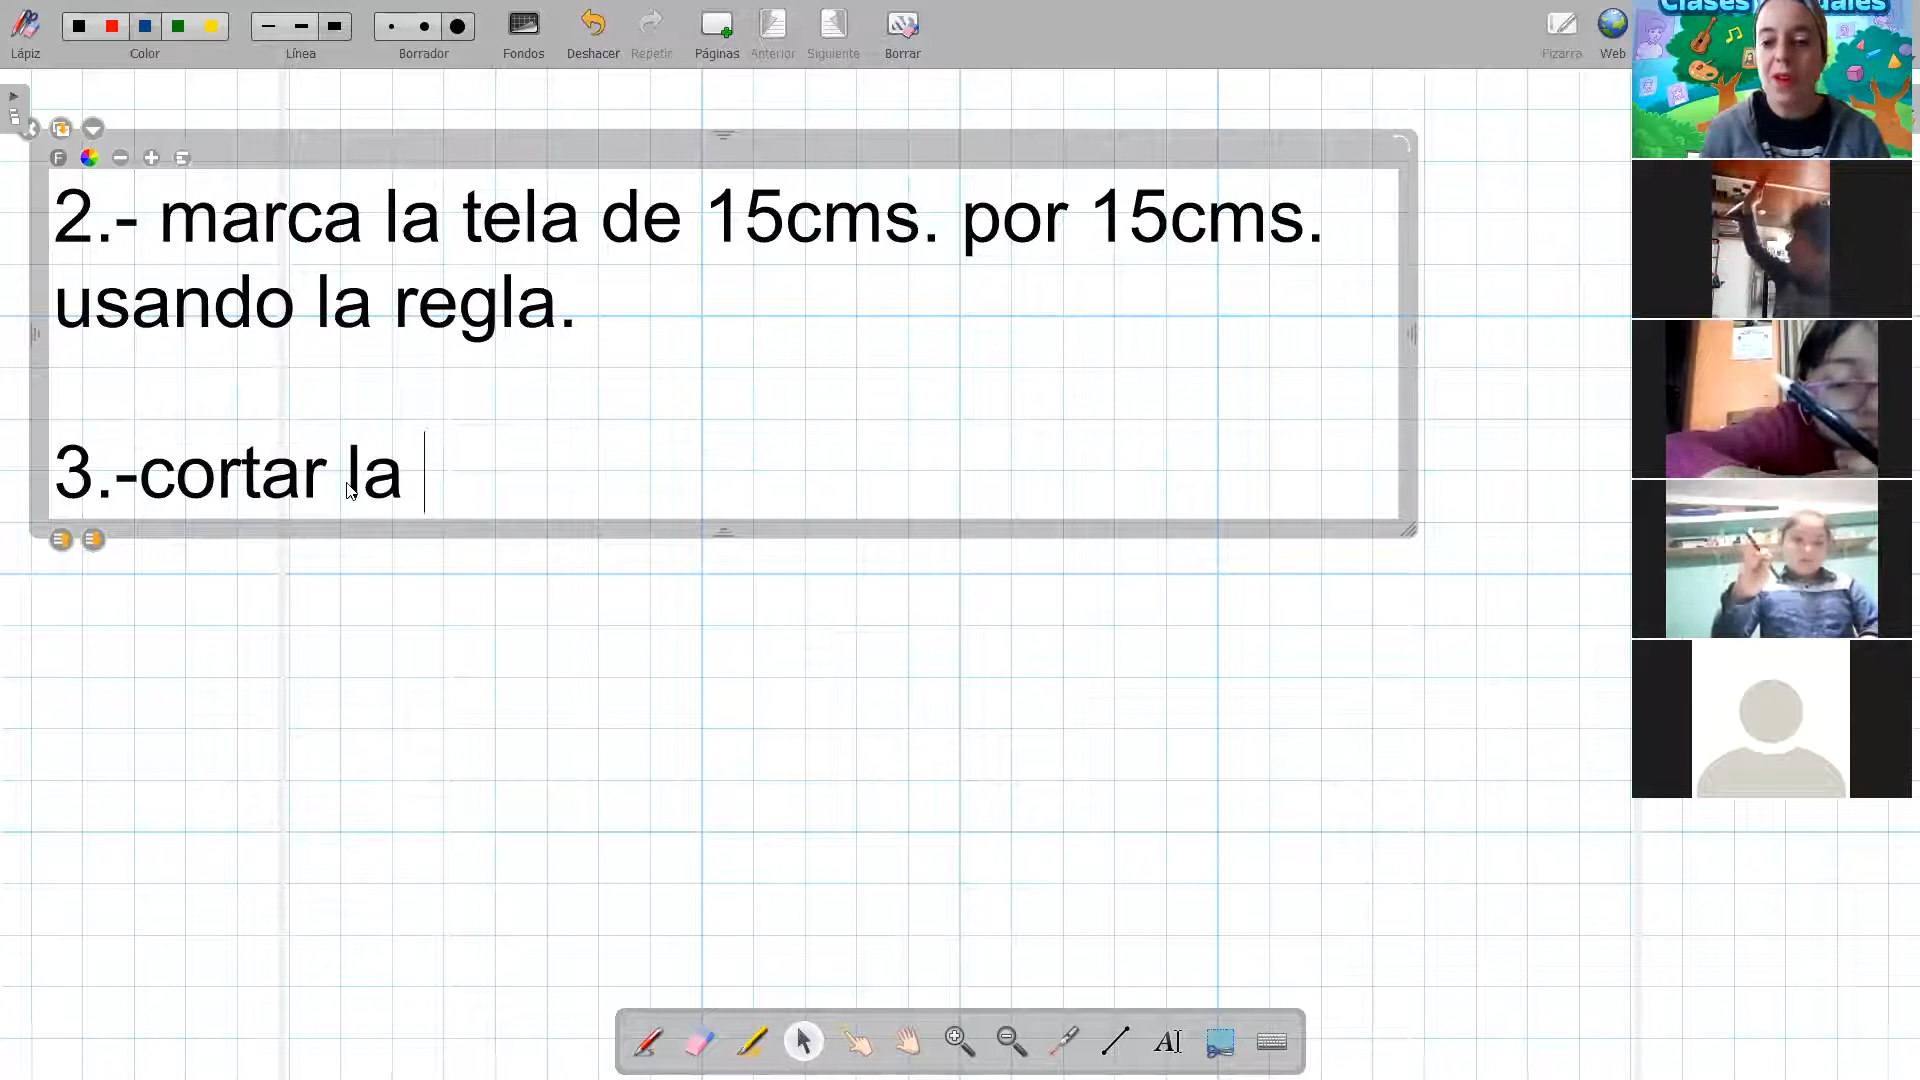 Lápiz
Color
Línea
Borrador
Fondos
Deshacer
Repetir
Páginas
Anterior
Siguiente
Borrar
Pizarra
Web
2.- marca la tela de 15cms. por 15cms.
usando la regla.
3.-cortar la